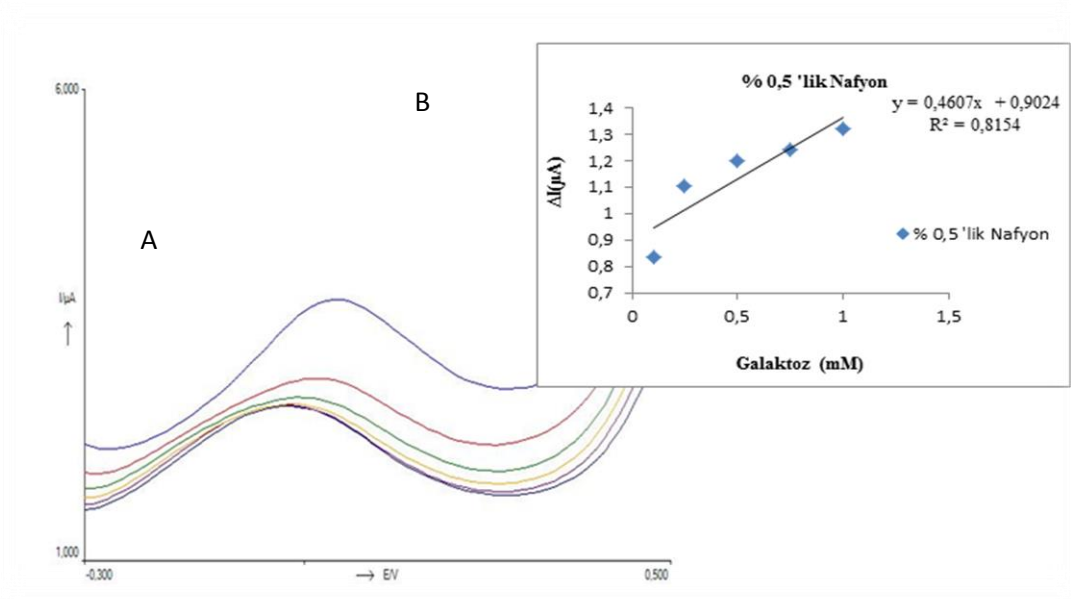 A
B
6,000
I/µA
1,000
-0,300
E/V
0,500
% 0,5 'lik Nafyon
y = 0,4607x + 0,9024
R² = 0,8154
ΔI(µA)
1,4
1,3
1,2
1,1
1
0,9
0,8
0,7
0
0,5
1
1,5
Galaktoz (mM)
% 0,5 'lik Nafyon